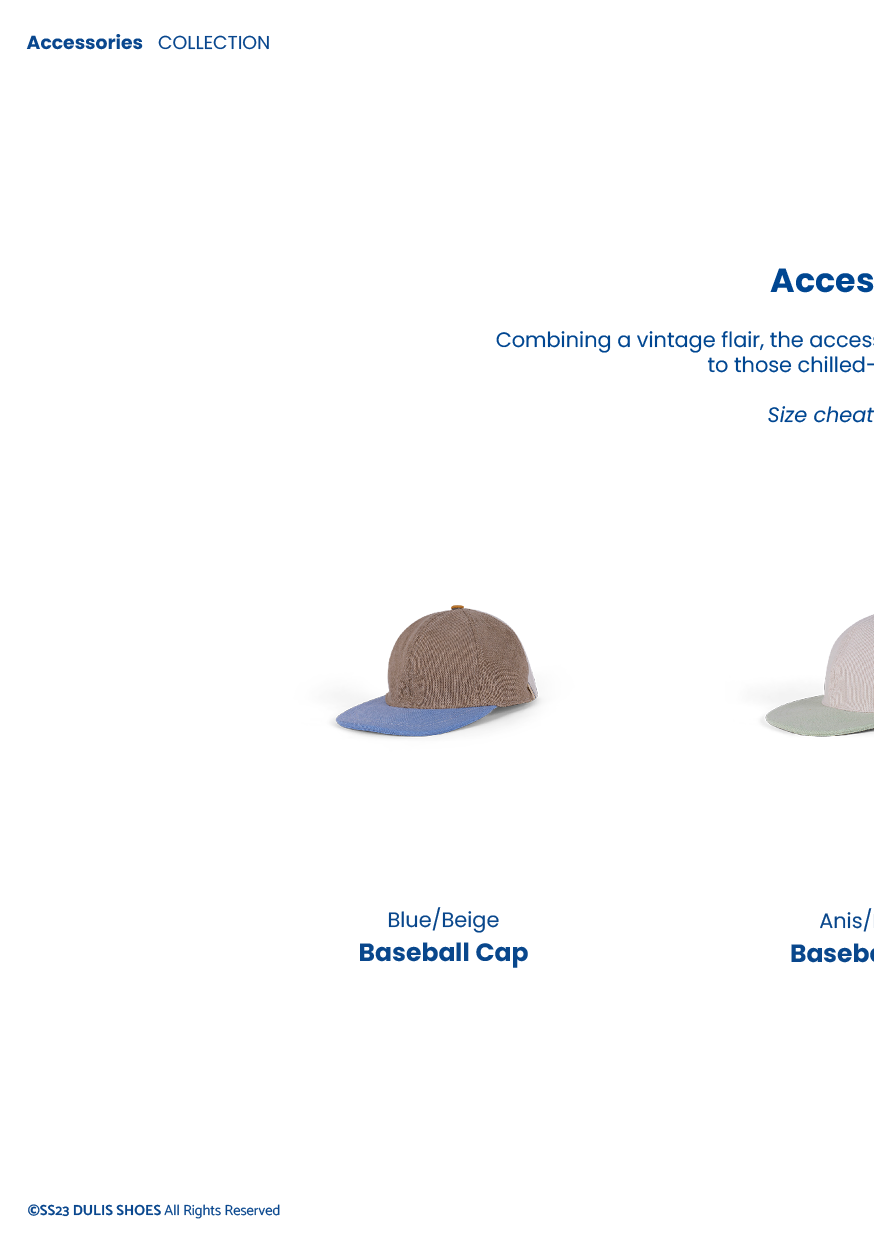 Accessories COLLECTION
Acces
Combining a vintage flair, the access
to those chilled-
Size cheat
Blue/Beige
Baseball Cap
Anis/
Baseb
©SS23 DULIS SHOES All Rights Reserved